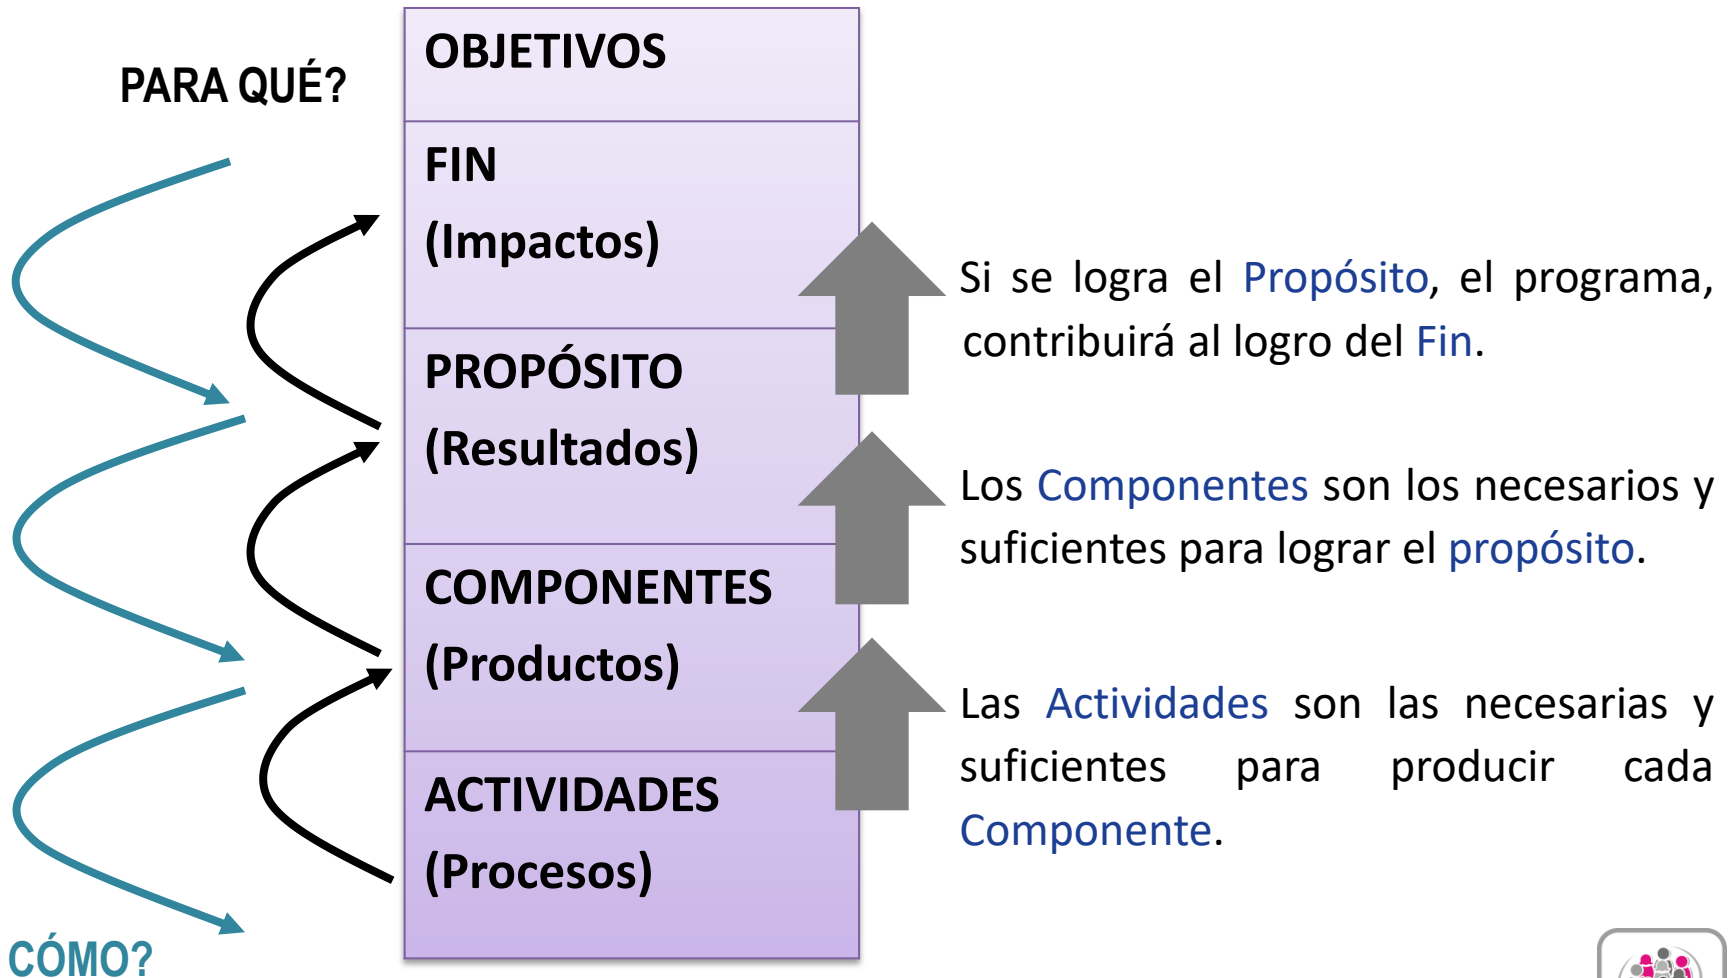 PARA QUÉ?
OBJETIVOS
FIN
(Impactos)
PROPÓSITO
(Resultados)
COMPONENTES
(Productos)
ACTIVIDADES
(Procesos)
CÓMO?
Si se logra el Propósito, el programa,
contribuirá al logro del Fin.
Los Componentes son los necesarios y
suficientes para lograr el propósito.
Las Actividades son las necesarias y
suficientes para producir cada
Componente.